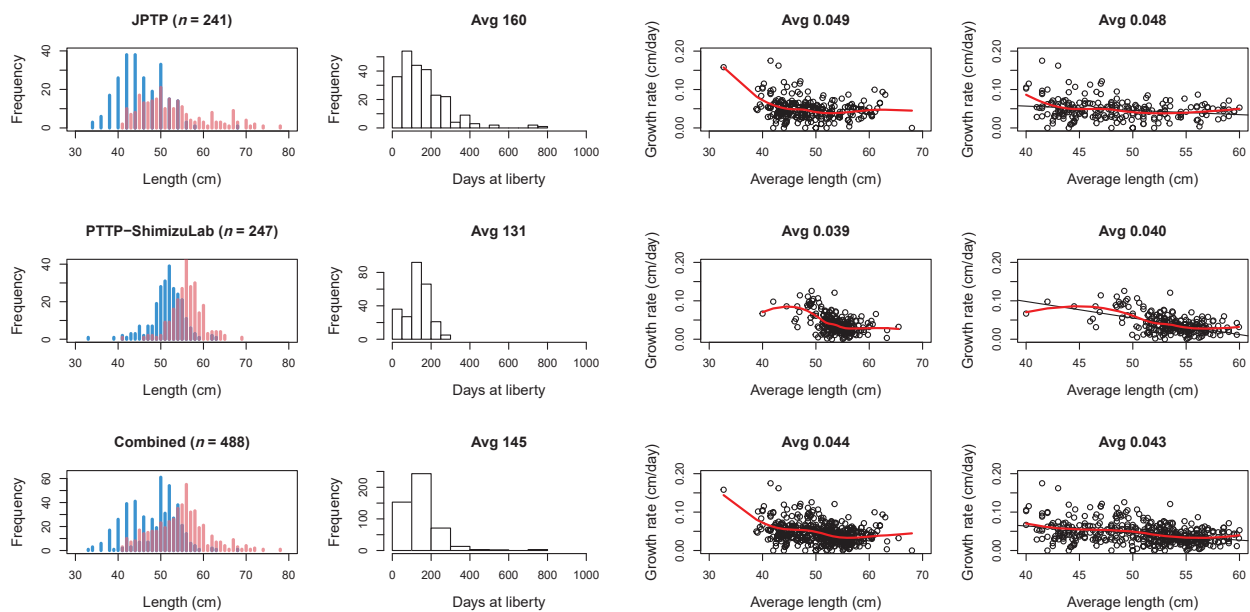 JPTP (n = 241)
Avg 160
Avg 0.049
Avg 0.048
Frequency
0 20 40
30 40 50 60 70 80
Length (cm)
Frequency
0 20 40
0 200 400 600 800 1000
Days at liberty
Growth rate (cm/day)
0.00 0.10 0.20
30 40 50 60 70
Average length (cm)
Growth rate (cm/day)
0.00 0.10 0.20
40 45 50 55 60
Average length (cm)
PTTP−ShimizuLab (n = 247)
Avg 131
Avg 0.039
Avg 0.040
Frequency
0 20 40
30 40 50 60 70 80
Length (cm)
Frequency
0 40 80
0 200 400 600 800 1000
Days at liberty
Growth rate (cm/day)
0.00 0.10 0.20
30 40 50 60 70
Average length (cm)
Growth rate (cm/day)
0.00 0.10 0.20
40 45 50 55 60
Average length (cm)
Combined (n = 488)
Avg 145
Avg 0.044
Avg 0.043
Frequency
0 20 40 60
30 40 50 60 70 80
Length (cm)
Frequency
0 100 200
0 200 400 600 800 1000
Days at liberty
Growth rate (cm/day)
0.00 0.10 0.20
30 40 50 60 70
Average length (cm)
Growth rate (cm/day)
0.00 0.10 0.20
40 45 50 55 60
Average length (cm)